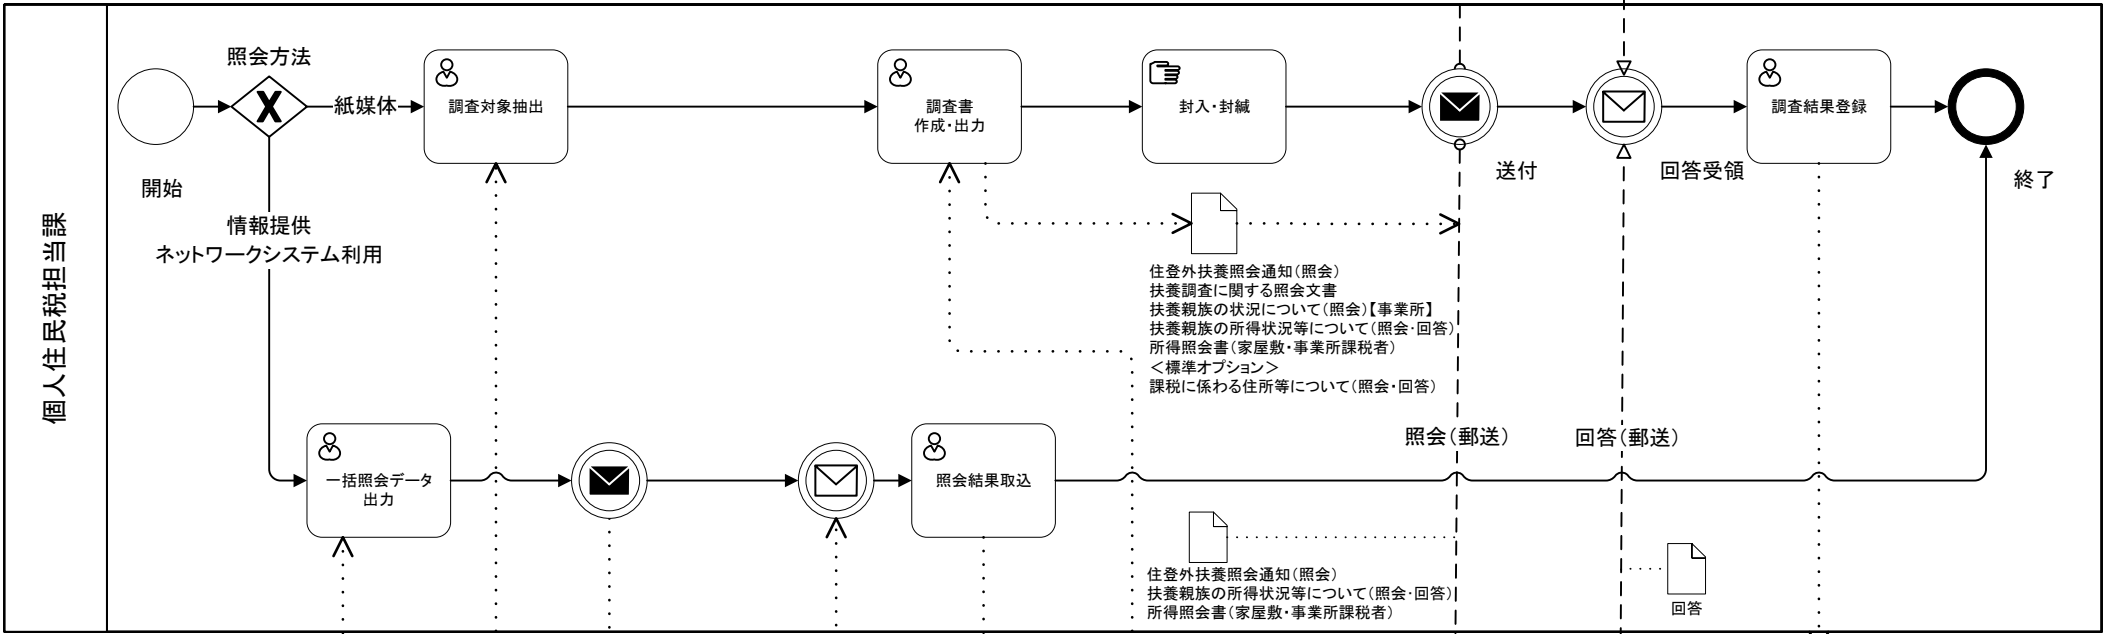 個人住民税担当課
開始
照会方法
紙媒体
情報提供
ネットワークシステム利用
調査対象抽出
調査書
作成・出力
封入・封緘
送付
回答受領
調査結果登録
終了
住登外扶養照会通知(照会)
扶養調査に関する照会文書
扶養親族の状況について(照会)【事業所】
扶養親族の所得状況等について(照会・回答)
所得照会書(家屋敷・事業所課税者)
＜標準オプション＞
課税に係わる住所等について(照会・回答)
照会(郵送)
回答(郵送)
一括照会データ
出力
照会結果取込
住登外扶養照会通知(照会)
扶養親族の所得状況等について(照会・回答)
所得照会書(家屋敷・事業所課税者)
回答